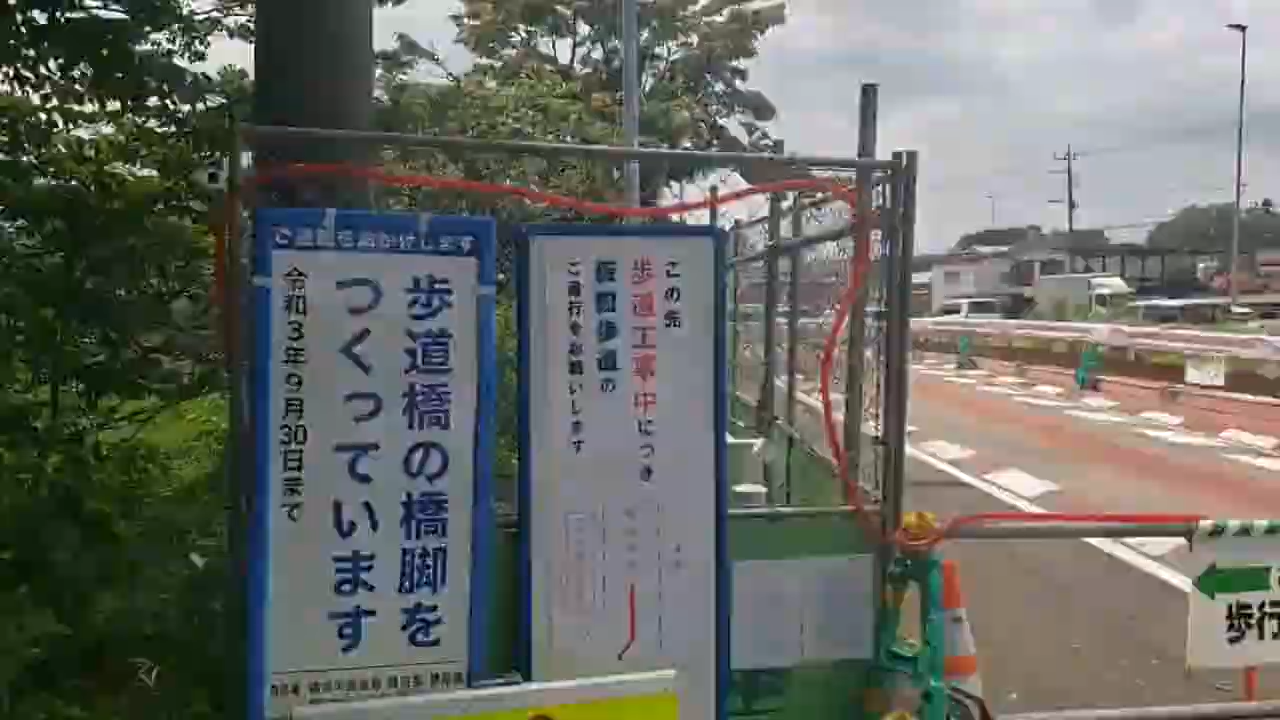 ご迷惑をおかけします
歩道橋の橋脚を
つくっています
令和3年9月30日まで
この先
歩道工事中につき
仮設歩道の
ご通行をお願いします
歩行